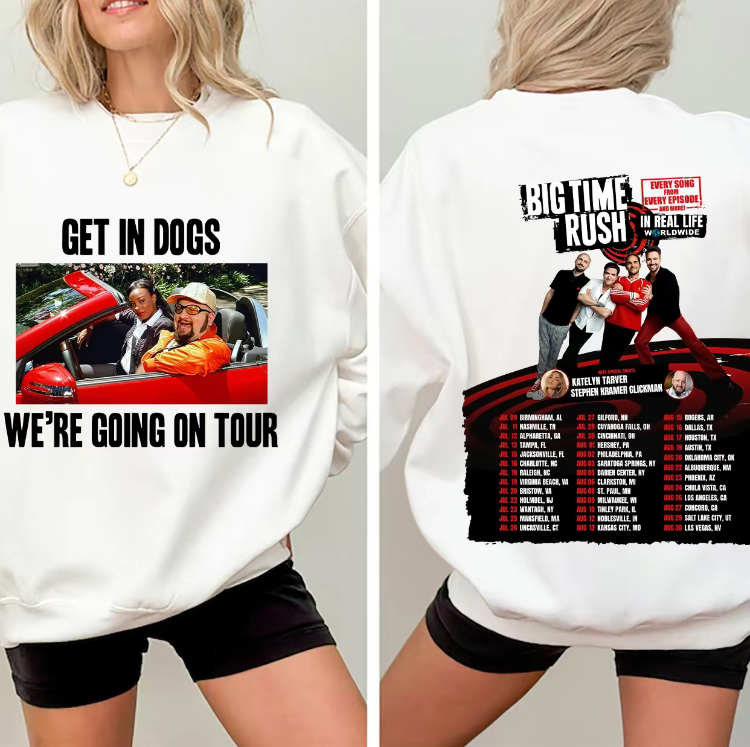 GET IN DOGS
WE'RE GOING ON TOUR
BIG TIME
RUSH
EVERY SONG
FROM
EVERY EPISODE
AND MORE!
IN REAL LIFE
WORLDWIDE
WITH SPECIAL GUESTS
KATELYN TARVER
STEPHEN KRAMER GLICKMAN
JUL 09 BIRMINGHAM, AL
JUL 11 NASHVILLE, TN
JUL 12 ALPHARETTA, GA
JUL 13 TAMPA, FL
JUL 15 JACKSONVILLE, FL
JUL 16 CHARLOTTE, NC
JUL 18 RALEIGH, NC
JUL 19 VIRGINIA BEACH, VA
JUL 20 BRISTOW, VA
JUL 22 HOLMDEL, NJ
JUL 23 WANTAGH, NY
JUL 25 MANSFIELD, MA
JUL 26 UNCASVILLE, CT
JUL 27 GILFORD, NH
JUL 29 CUYAHOGA FALLS, OH
JUL 30 CINCINNATI, OH
AUG 01 HERSHEY, PA
AUG 02 PHILADELPHIA, PA
AUG 03 SARATOGA SPRINGS, NY
AUG 05 DARIEN CENTER, NY
AUG 06 CLARKSTON, MI
AUG 08 ST. PAUL, MN
AUG 09 MILWAUKEE, WI
AUG 10 TINLEY PARK, IL
AUG 12 NOBLESVILLE, IN
AUG 13 KANSAS CITY, MO
AUG 15 ROGERS, AR
AUG 16 DALLAS, TX
AUG 17 HOUSTON, TX
AUG 19 AUSTIN, TX
AUG 20 OKLAHOMA CITY, OK
AUG 22 ALBUQUERQUE, NM
AUG 23 PHOENIX, AZ
AUG 24 CHULA VISTA, CA
AUG 26 LOS ANGELES, CA
AUG 27 CONCORD, CA
AUG 29 SALT LAKE CITY, UT
AUG 30 LAS VEGAS, NV